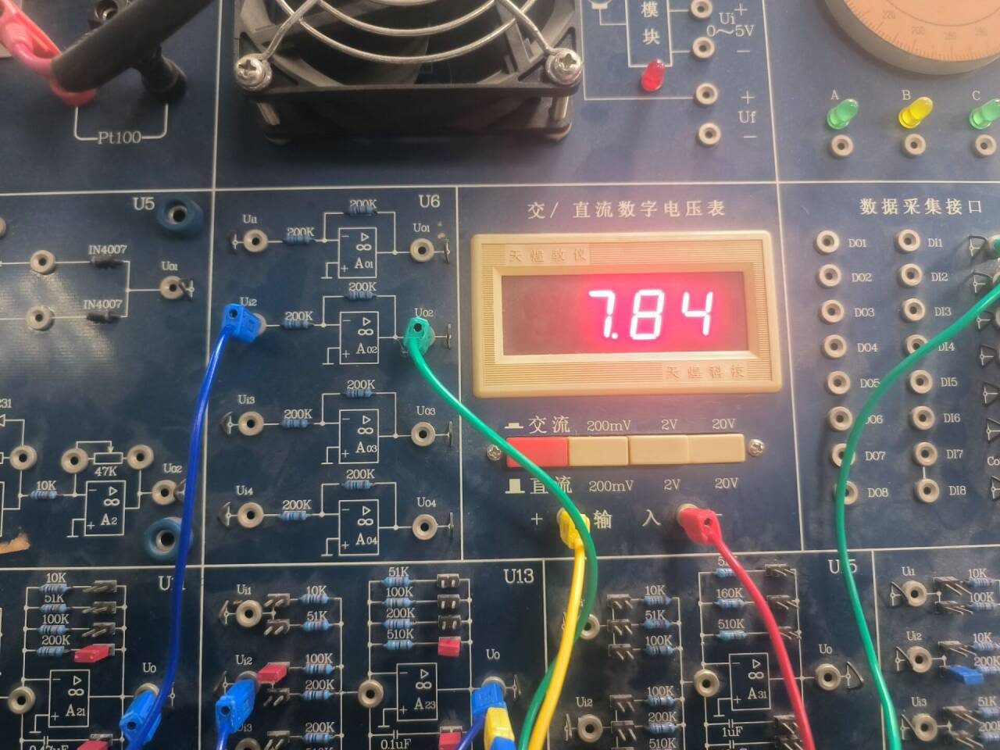 模
块
Ui
+
0～5V
−
+
Uf
−
Pt100
A
B
C
220
U5
IN4007
Uo1
IN4007
U6
Ui1
200K
200K
Uo1
▷
∞
A01
Ui2
200K
200K
Uo2
▷
∞
A02
Ui3
200K
200K
Uo3
▷
∞
A03
Ui4
200K
200K
Uo4
▷
∞
A04
交/直流数字电压表
天煌教仪
7.84
天煌科技
交流 200mV 2V 20V
直流 200mV 2V 20V
+ 输 入 −
数据采集接口
DO1 DI1
DO2 DI2
DO3 DI3
DO4 DI4
DO5 DI5
DO6 DI6
DO7 DI7
DO8 DI8
231
47K
10K
Uo2
▷
∞
A2
10K
51K
100K
200K
Uo
▷
∞
A21
U13
Ui1
10K
51K
Ui2
100K
200K
Ui3
200K
51K
100K
200K
510K
Uo
▷
∞
A23
0.1uF
10K
51K
100K
Ui2
100K
200K
510K
160K
510K
Uo
▷
∞
A31
1uF
Ui1
10K
100K
Ui2
51K
200K
Ui3
51K
200K